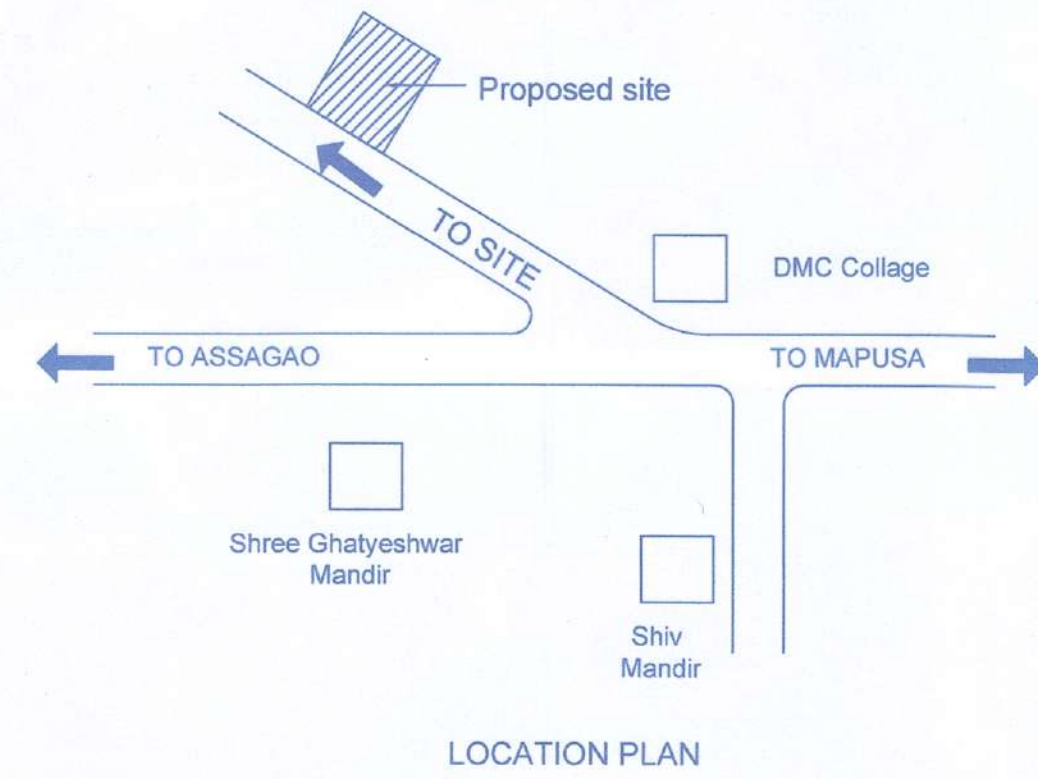 Proposed site
TO SITE
DMC Collage
TO ASSAGAO
TO MAPUSA
Shree Ghatyeshwar
Mandir
Shiv
Mandir
LOCATION PLAN